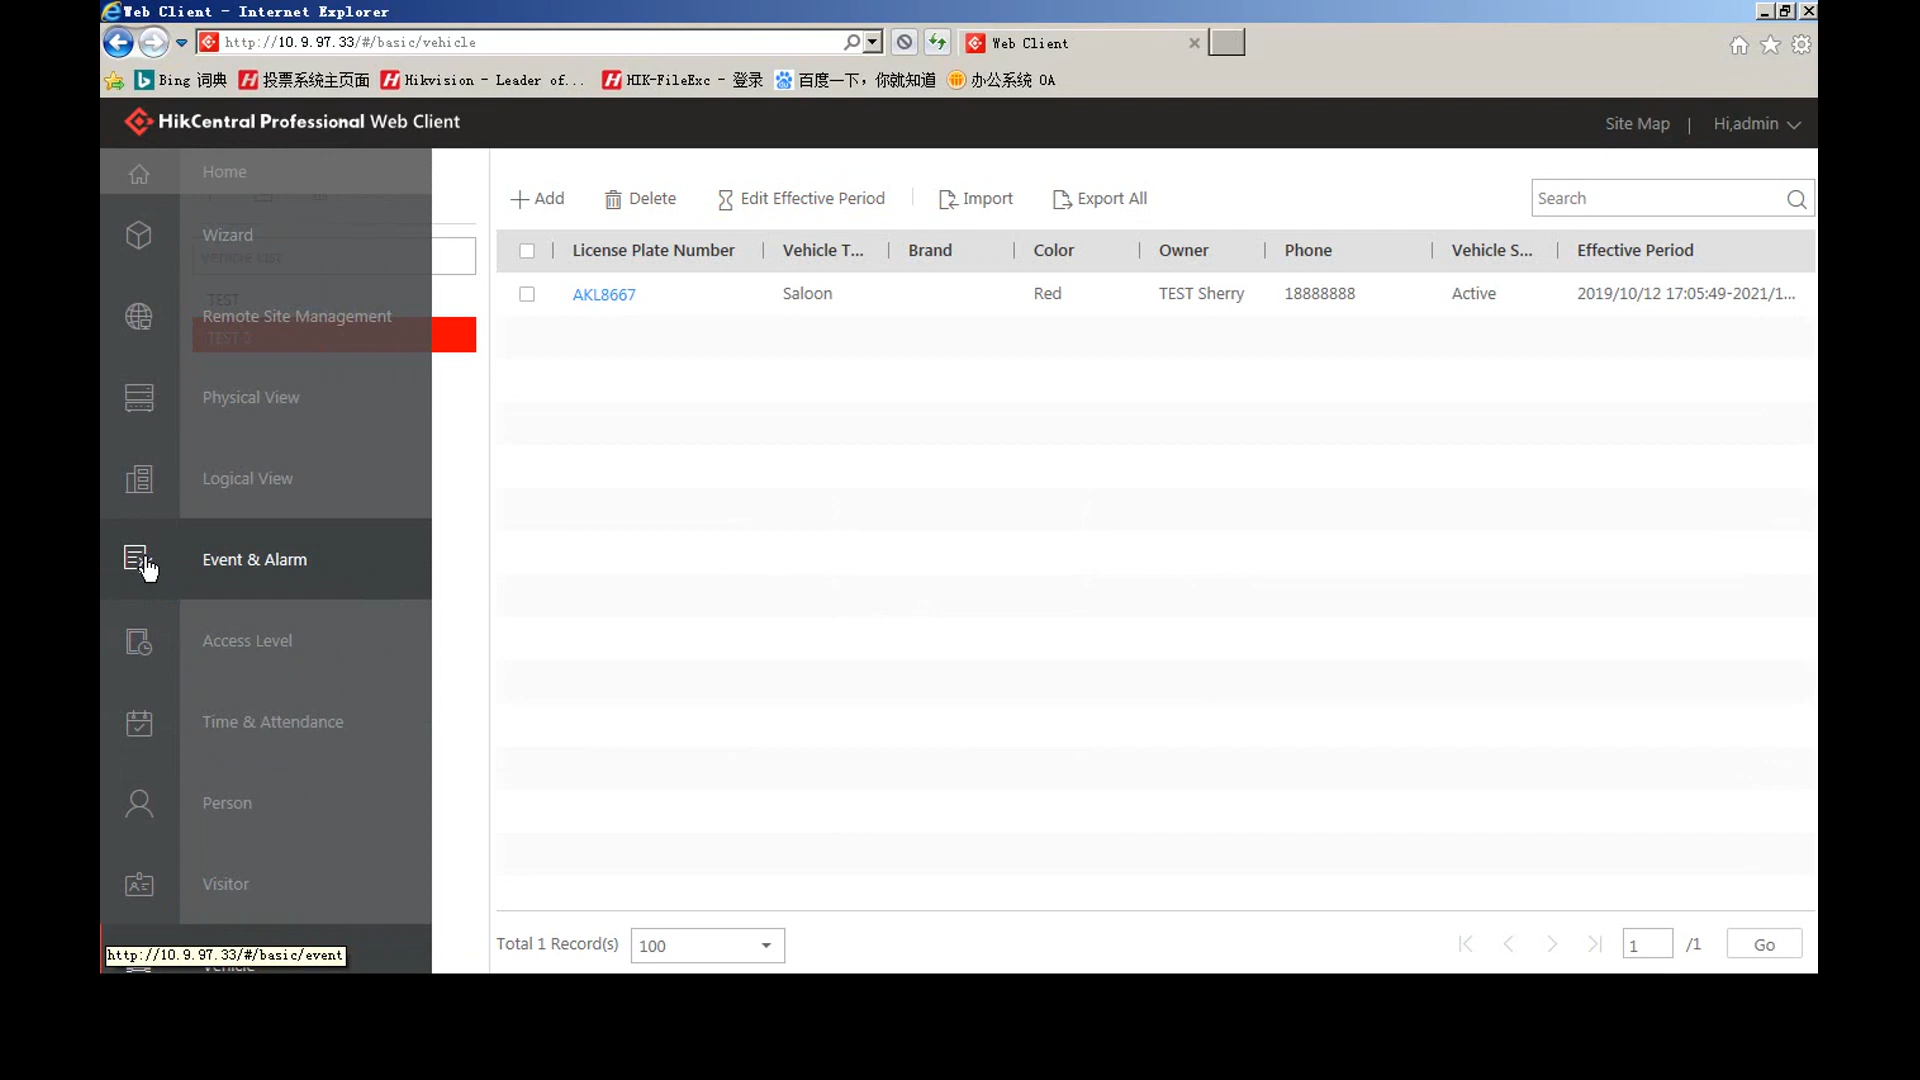 Web Client - Internet Explorer
http://10.9.97.33/#/basic/vehicle
Web Client
Bing 词典
投票系统主页面
Hikvision - Leader of...
HIK-FileExc - 登录
百度一下，你就知道
办公系统 OA
HikCentral Professional Web Client
Site Map | Hi,admin
Home
Wizard
Vehicle List
TEST
Remote Site Management
TEST 3
Physical View
Logical View
Event & Alarm
Access Level
Time & Attendance
Person
Visitor
Vehicle
http://10.9.97.33/#/basic/event
Add Delete Edit Effective Period Import Export All Search
License Plate Number Vehicle T... Brand Color Owner Phone Vehicle S... Effective Period
AKL8667 Saloon Red TEST Sherry 18888888 Active 2019/10/12 17:05:49-2021/1...
Total 1 Record(s) 100 1 /1 Go